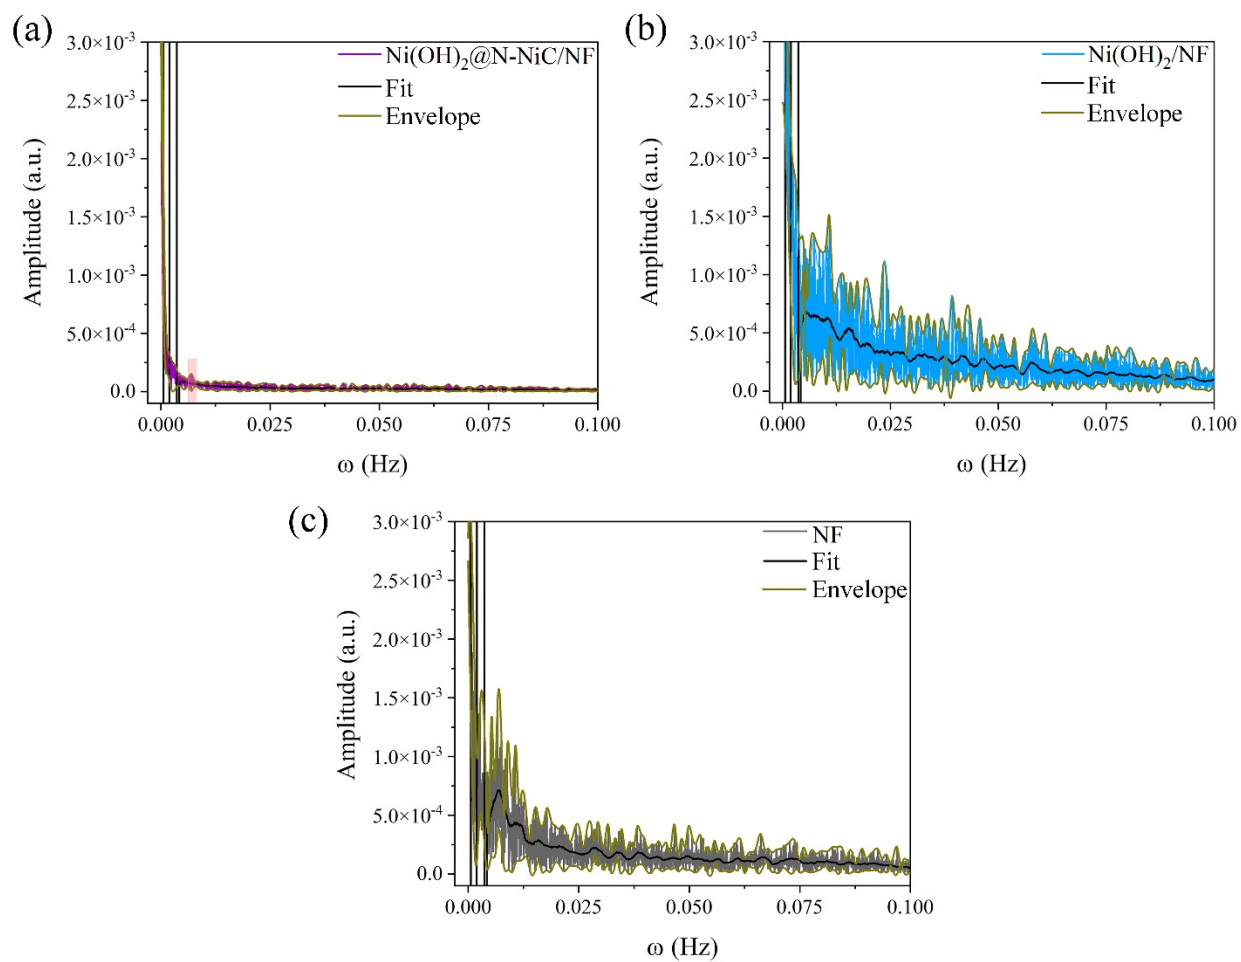 (a)
3.0×10⁻³
2.5×10⁻³
2.0×10⁻³
1.5×10⁻³
1.0×10⁻³
5.0×10⁻⁴
0.0
Amplitude (a.u.)
Ni(OH)₂@N-NiC/NF
Fit
Envelope
0.000 0.025 0.050 0.075 0.100
ω (Hz)
(b)
3.0×10⁻³
2.5×10⁻³
2.0×10⁻³
1.5×10⁻³
1.0×10⁻³
5.0×10⁻⁴
0.0
Amplitude (a.u.)
Ni(OH)₂/NF
Fit
Envelope
0.000 0.025 0.050 0.075 0.100
ω (Hz)
(c)
3.0×10⁻³
2.5×10⁻³
2.0×10⁻³
1.5×10⁻³
1.0×10⁻³
5.0×10⁻⁴
0.0
Amplitude (a.u.)
NF
Fit
Envelope
0.000 0.025 0.050 0.075 0.100
ω (Hz)